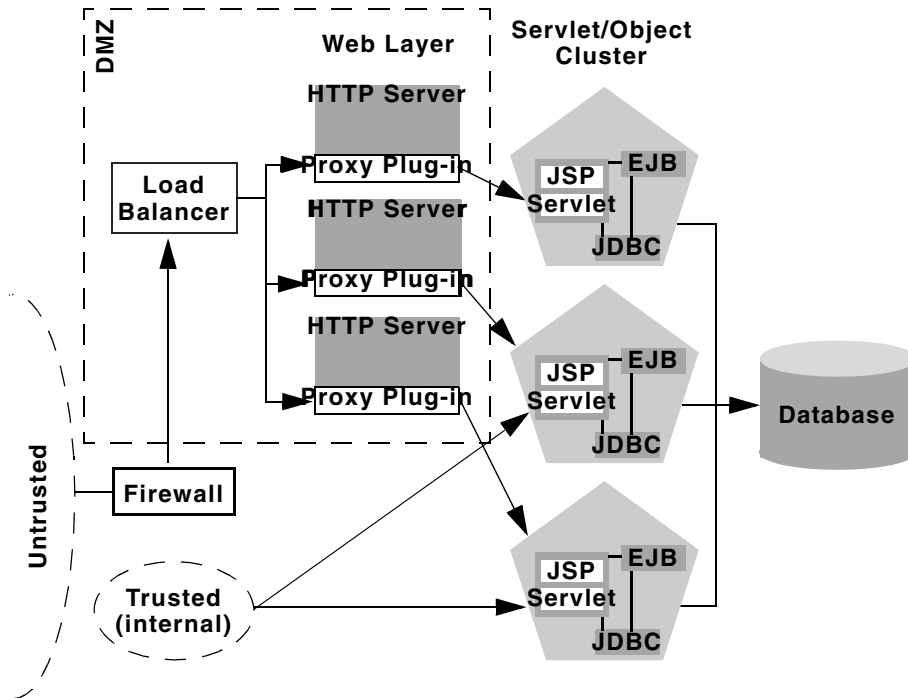 DMZ
Web Layer
Servlet/Object
Cluster
HTTP Server
Proxy Plug-in
Load
Balancer
HTTP Server
Proxy Plug-in
HTTP Server
Proxy Plug-in
JSP
Servlet
EJB
JDBC
JSP
Servlet
EJB
JDBC
JSP
Servlet
EJB
JDBC
Database
Untrusted
Firewall
Trusted
(internal)